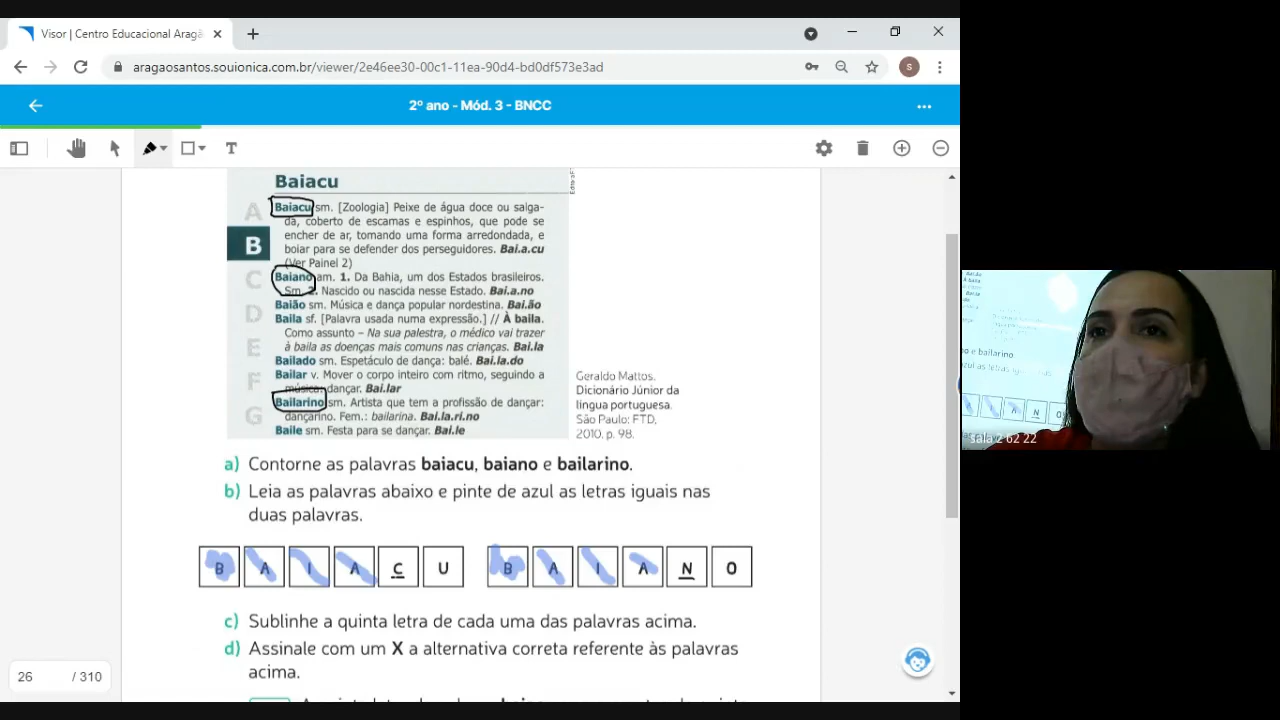 Visor | Centro Educacional Aragã
aragaosantos.souionica.com.br/viewer/2e46ee30-00c1-11ea-90d4-bd0df573e3ad
s
2º ano - Mód. 3 - BNCC
T
Baiacu
A
B
C
D
E
F
G
Baiacu sm. [Zoologia] Peixe de água doce ou salga-
da, coberto de escamas e espinhos, que pode se
encher de ar, tomando uma forma arredondada, e
boiar para se defender dos perseguidores. Bai.a.cu
(Ver Painel 2)
Baiano am. 1. Da Bahia, um dos Estados brasileiros.
Sm. 2. Nascido ou nascida nesse Estado. Bai.a.no
Baião sm. Música e dança popular nordestina. Bai.ão
Baila sf. [Palavra usada numa expressão.] // À baila.
Como assunto – Na sua palestra, o médico vai trazer
à baila as doenças mais comuns nas crianças. Bai.la
Bailado sm. Espetáculo de dança: balé. Bai.la.do
Bailar v. Mover o corpo inteiro com ritmo, seguindo a
música: dançar. Bai.lar
Bailarino sm. Artista que tem a profissão de dançar:
dançarino. Fem.: bailarina. Bai.la.ri.no
Baile sm. Festa para se dançar. Bai.le
Geraldo Mattos.
Dicionário Júnior da
língua portuguesa.
São Paulo: FTD,
2010. p. 98.
a) Contorne as palavras baiacu, baiano e bailarino.
b) Leia as palavras abaixo e pinte de azul as letras iguais nas
duas palavras.
B A I A C U B A I A N O
c) Sublinhe a quinta letra de cada uma das palavras acima.
d) Assinale com um X a alternativa correta referente às palavras
acima.
26 / 310
e bailarino
sala 2 62 22